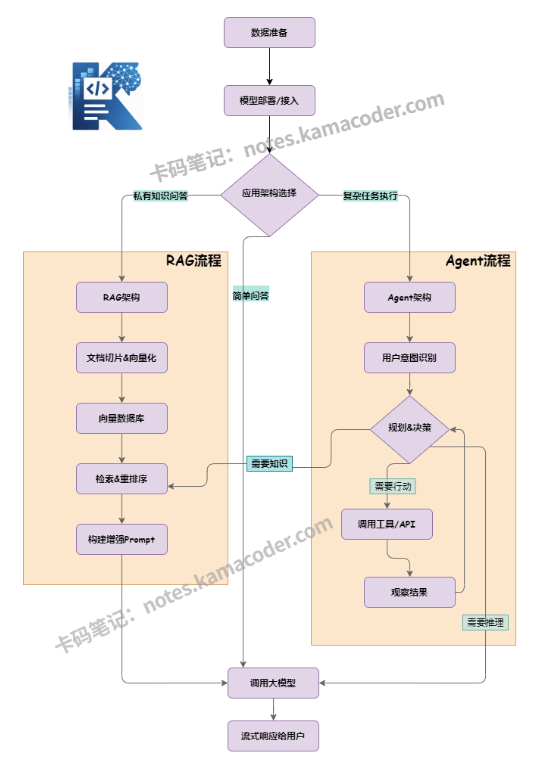 数据准备
模型部署/接入
卡码笔记：notes.kamacoder.com
</>
应用架构选择
私有知识问答
复杂任务执行
简单问答
RAG流程
RAG架构
文档切片&向量化
向量数据库
检索&重排序
构建增强Prompt
Agent流程
Agent架构
用户意图识别
规划&决策
需要知识
需要行动
调用工具/API
观察结果
需要推理
卡码笔记：notes.kamacoder.com
调用大模型
流式响应给用户